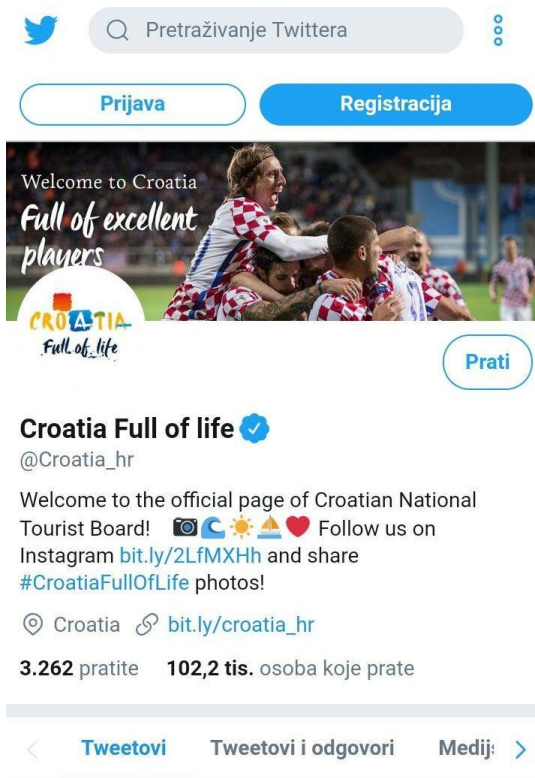 Pretraživanje Twittera
Prijava
Registracija
Welcome to Croatia
Full of excellent
players
CROATIA
Full of life
Prati
Croatia Full of life
@Croatia_hr
Welcome to the official page of Croatian National
Tourist Board! 📷🌊☀️⛵❤️ Follow us on
Instagram bit.ly/2LfMXHh and share
#CroatiaFullOfLife photos!
Croatia bit.ly/croatia_hr
3.262 pratite 102,2 tis. osoba koje prate
Tweetovi Tweetovi i odgovori Medij